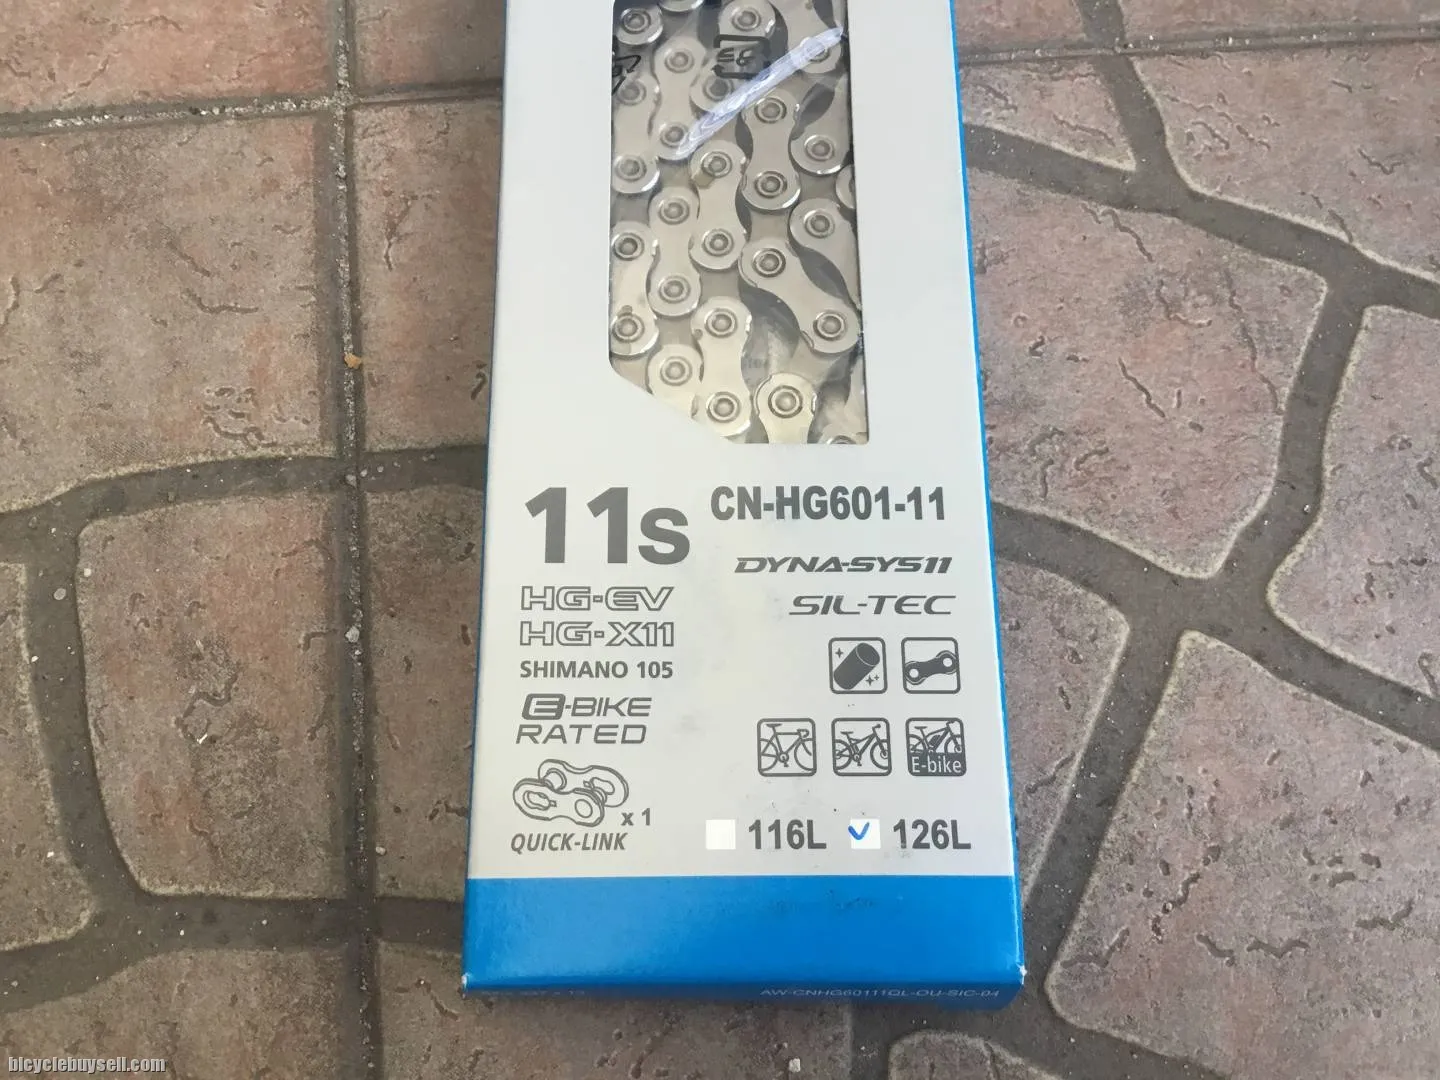 11s
CN-HG601-11
DYNA-SYS11
SIL-TEC
HG-EV
HG-X11
SHIMANO 105
E-BIKE
RATED
E-bike
x 1
QUICK-LINK
116L
126L
AW-CNHG60111QL-OU-SIC-04
bicyclebuysell.com